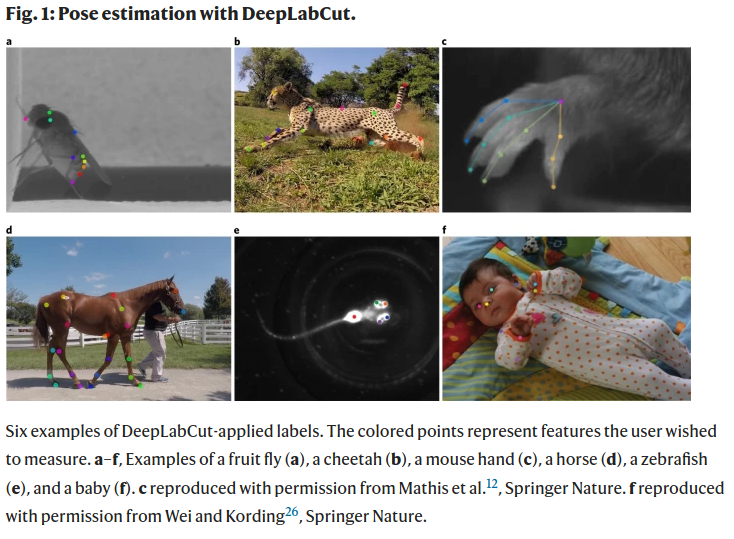 Fig. 1: Pose estimation with DeepLabCut.
a
b
c
d
e
f
Six examples of DeepLabCut-applied labels. The colored points represent features the user wished
to measure. a–f, Examples of a fruit fly (a), a cheetah (b), a mouse hand (c), a horse (d), a zebrafish
(e), and a baby (f). c reproduced with permission from Mathis et al.12, Springer Nature. f reproduced
with permission from Wei and Kording26, Springer Nature.